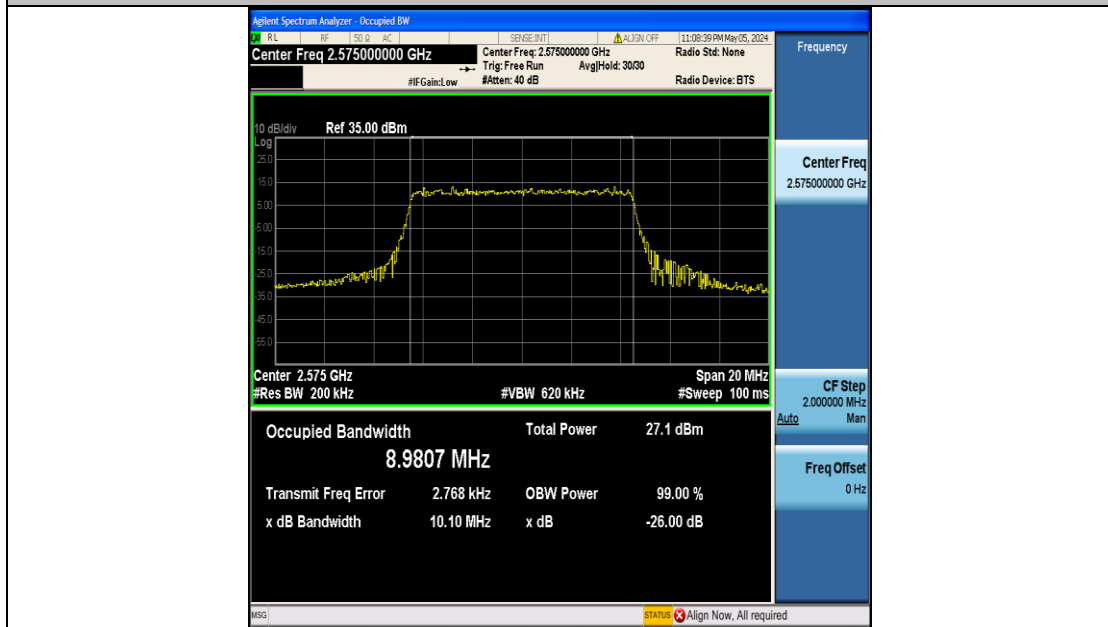 Agilent Spectrum Analyzer - Occupied BW
RL RF 50 Ω AC SENSE:INT ALIGN OFF 11:08:39 PM May 05, 2024
Center Freq 2.575000000 GHz
Center Freq: 2.575000000 GHz
Radio Std: None
Trig: Free Run Avg|Hold: 30/30
#IFGain:Low
#Atten: 40 dB
Radio Device: BTS
Frequency
10 dB/div Ref 35.00 dBm
Log
25.0
15.0
5.00
-5.00
-15.0
-25.0
-35.0
-45.0
-55.0
Center 2.575 GHz
Span 20 MHz
#Res BW 200 kHz
#VBW 620 kHz
#Sweep 100 ms
Center Freq
2.575000000 GHz
CF Step
2.000000 MHz
Auto Man
Freq Offset
0 Hz
Occupied Bandwidth
8.9807 MHz
Total Power 27.1 dBm
Transmit Freq Error 2.768 kHz
OBW Power 99.00 %
x dB Bandwidth 10.10 MHz
x dB -26.00 dB
MSG
STATUS
Align Now, All required